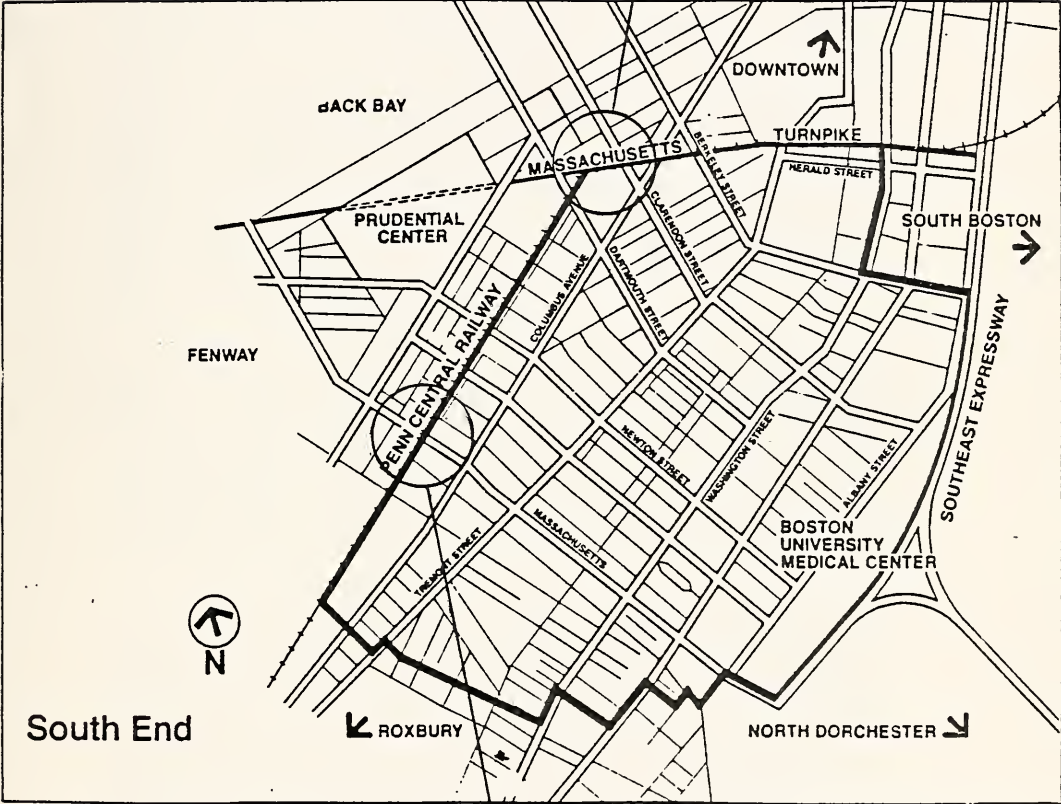 DOWNTOWN
BACK BAY
TURNPIKE
MASSACHUSETTS
BERKELEY STREET
HERALD STREET
CLARENDON STREET
PRUDENTIAL
CENTER
SOUTH BOSTON
DARTMOUTH STREET
COLUMBUS AVENUE
PENN CENTRAL RAILWAY
FENWAY
SOUTHEAST EXPRESSWAY
NEWTON STREET
WASHINGTON STREET
ALBANY STREET
MASSACHUSETTS
TREMONT STREET
BOSTON
UNIVERSITY
MEDICAL CENTER
N
South End
ROXBURY
NORTH DORCHESTER